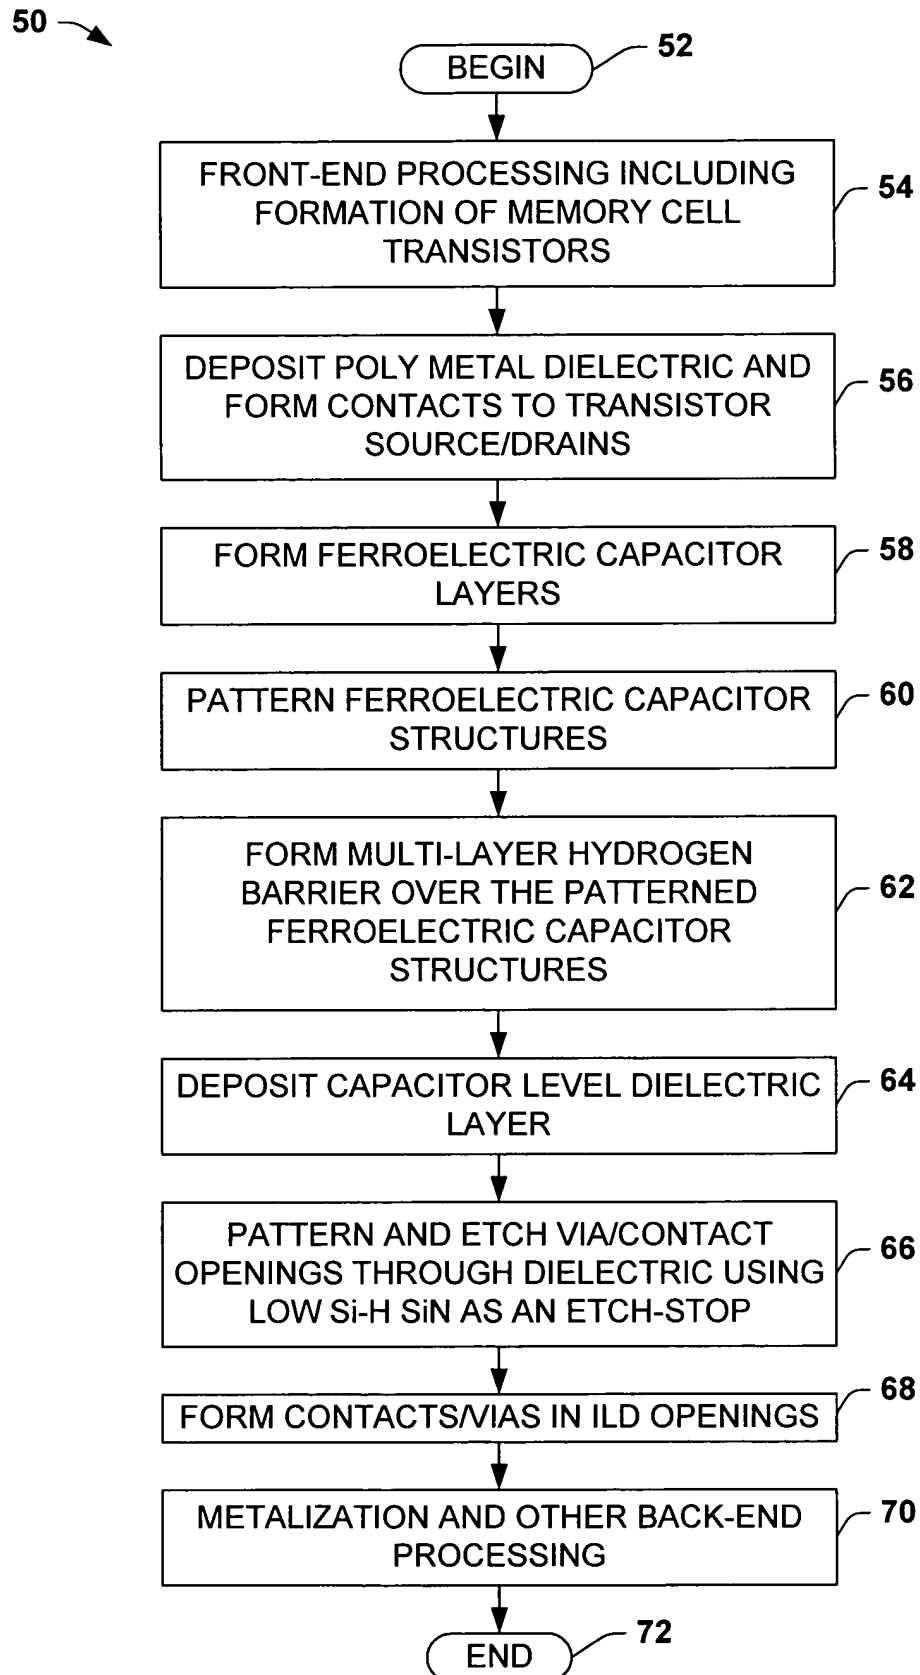 50
BEGIN
52
FRONT-END PROCESSING INCLUDING
FORMATION OF MEMORY CELL
TRANSISTORS
54
DEPOSIT POLY METAL DIELECTRIC AND
FORM CONTACTS TO TRANSISTOR
SOURCE/DRAINS
56
FORM FERROELECTRIC CAPACITOR
LAYERS
58
PATTERN FERROELECTRIC CAPACITOR
STRUCTURES
60
FORM MULTI-LAYER HYDROGEN
BARRIER OVER THE PATTERNED
FERROELECTRIC CAPACITOR
STRUCTURES
62
DEPOSIT CAPACITOR LEVEL DIELECTRIC
LAYER
64
PATTERN AND ETCH VIA/CONTACT
OPENINGS THROUGH DIELECTRIC USING
LOW Si-H SiN AS AN ETCH-STOP
66
FORM CONTACTS/VIAS IN ILD OPENINGS
68
METALIZATION AND OTHER BACK-END
PROCESSING
70
END
72